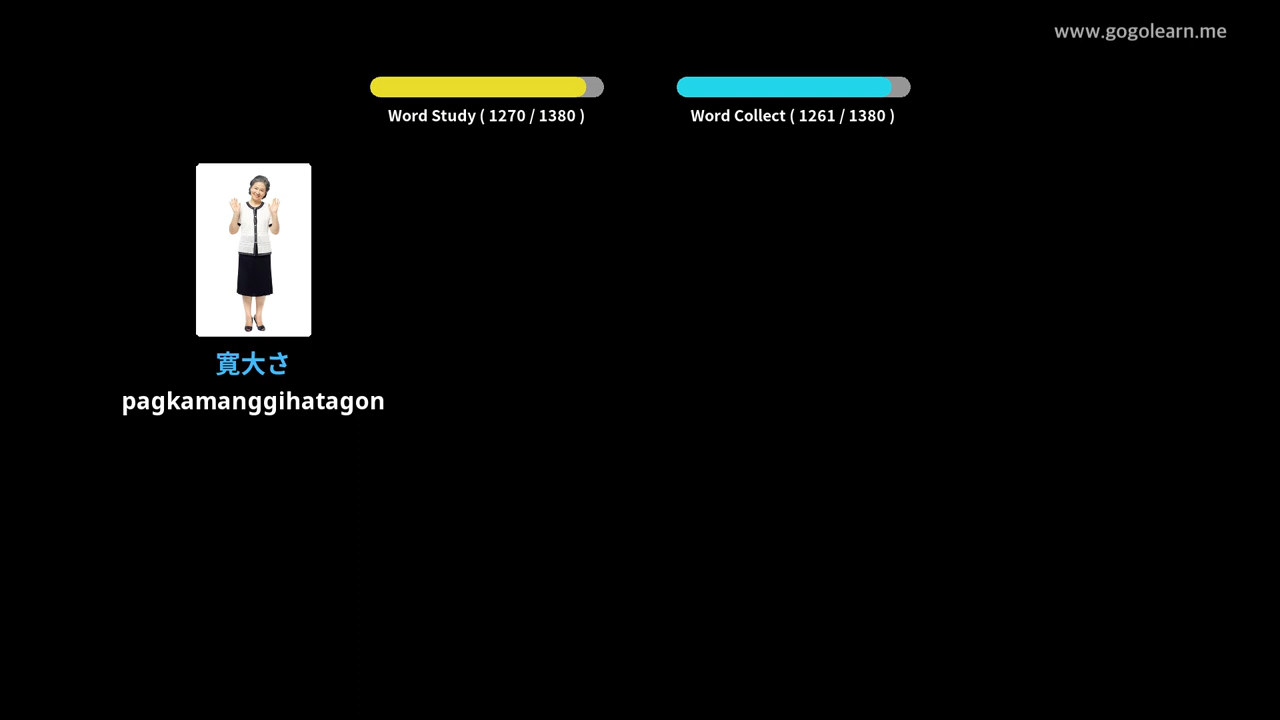 www.gogolearn.me
Word Study ( 1270 / 1380 )
Word Collect ( 1261 / 1380 )
寛大さ
pagkamanggihatagon